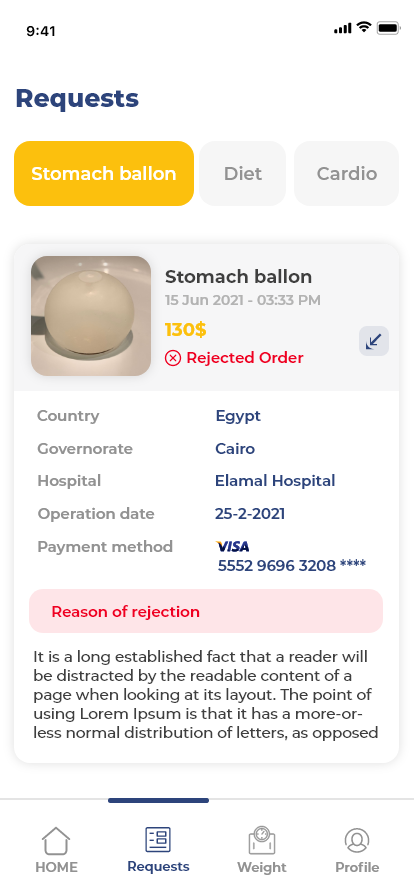 9:41
Requests
Stomach ballon
Diet
Cardio
Stomach ballon
15 Jun 2021 - 03:33 PM
130$
Rejected Order
Country Egypt
Governorate Cairo
Hospital Elamal Hospital
Operation date 25-2-2021
Payment method VISA
5552 9696 3208 ****
Reason of rejection
It is a long established fact that a reader will
be distracted by the readable content of a
page when looking at its layout. The point of
using Lorem Ipsum is that it has a more-or-
less normal distribution of letters, as opposed
HOME
Requests
Weight
Profile